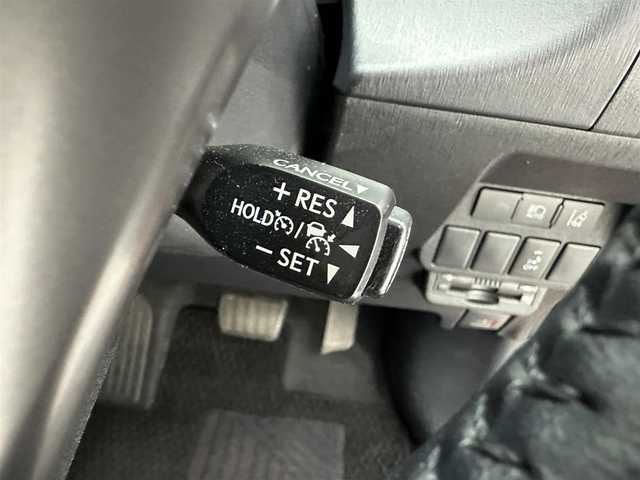 CANCEL
+ RES
HOLD /
− SET